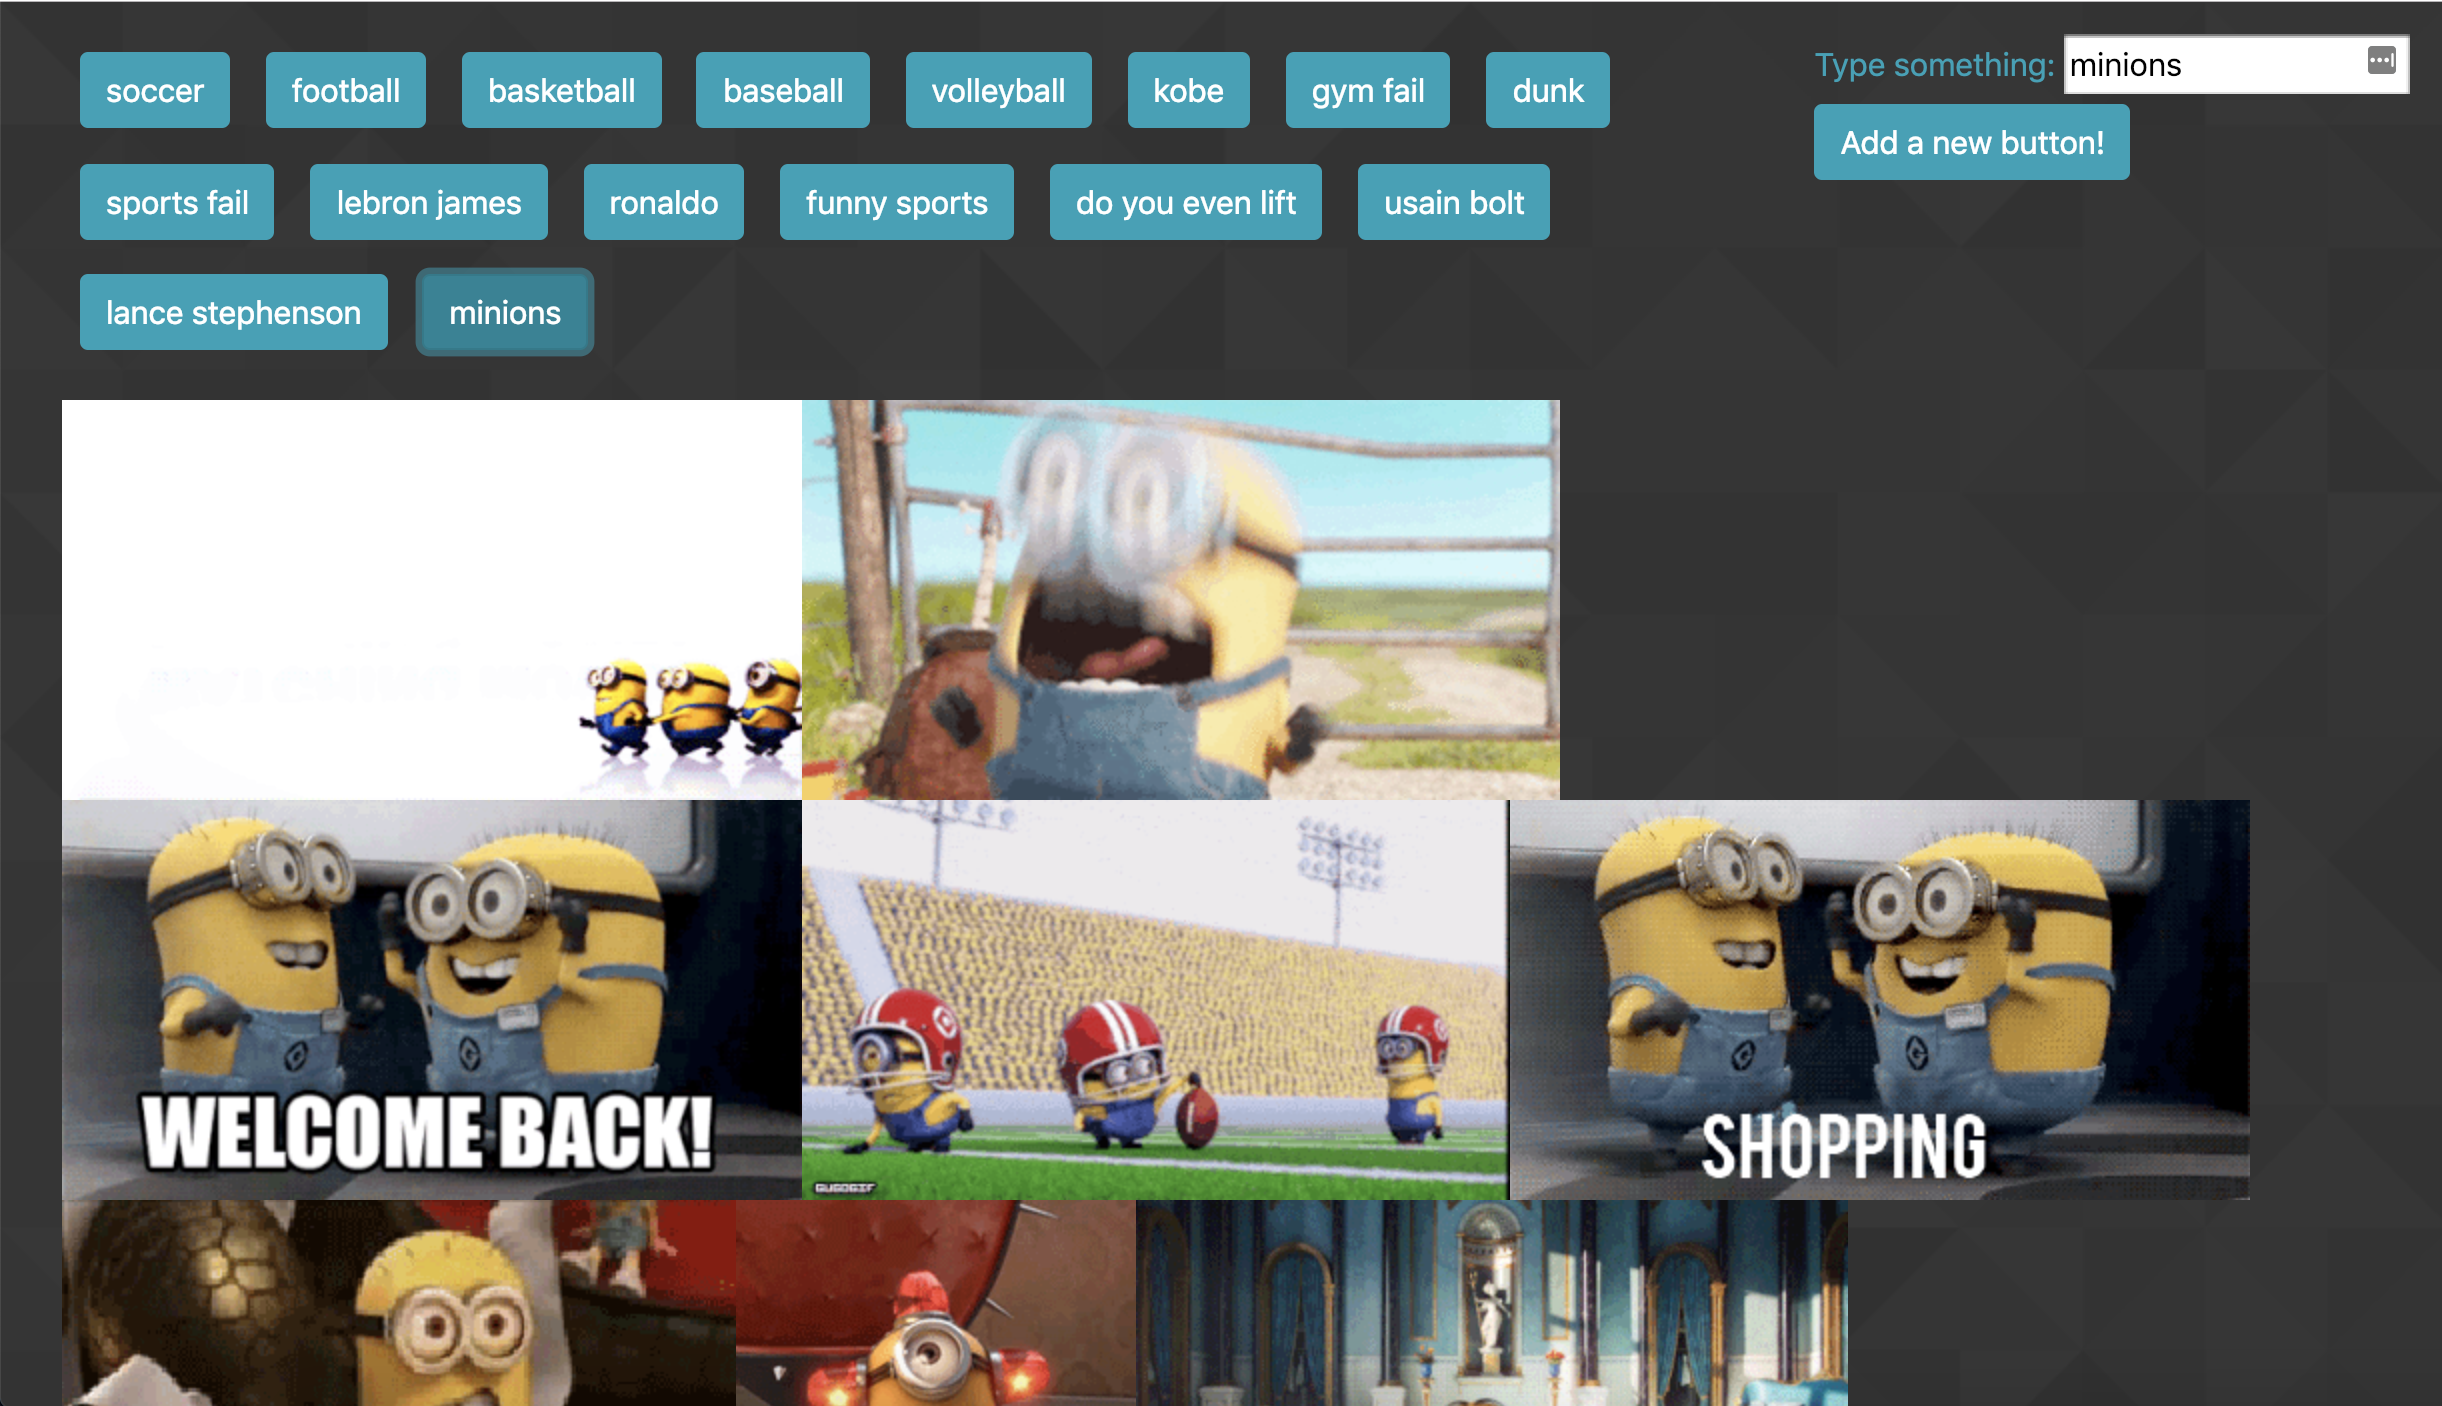 soccer football basketball baseball volleyball kobe gym fail dunk
Type something: minions
Add a new button!
sports fail lebron james ronaldo funny sports do you even lift usain bolt
lance stephenson minions
WELCOME BACK!
GUGOGIF
SHOPPING